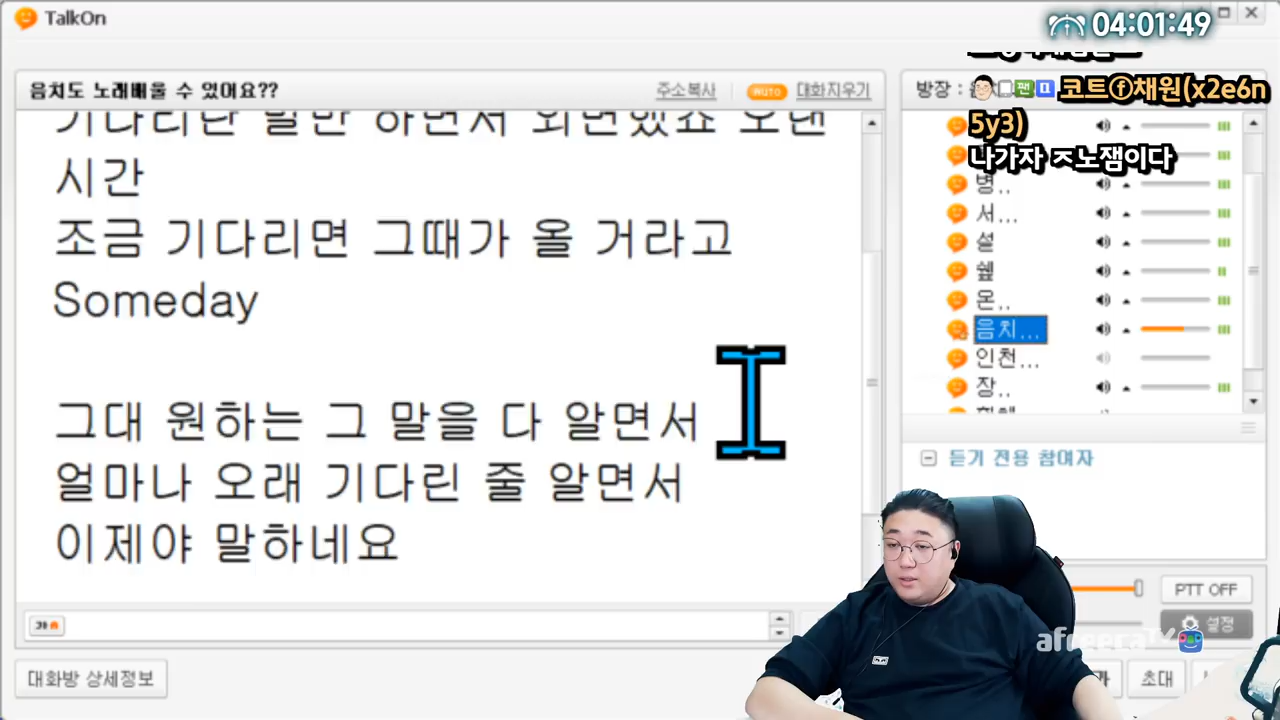 TalkOn
04:01:49
음치도 노래배울 수 있어요??
주소복사
AUTO
대화지우기
방장 :
팬
코트ⓕ채원(x2e6n
5y3)
나가자 ㅈ노잼이다
시간
조금 기다리면 그때가 올 거라고
Someday
그대 원하는 그 말을 다 알면서
얼마나 오래 기다린 줄 알면서
이제야 말하네요
병..
서...
설
쉪
몬..
음치...
인천...
장..
듣기 전용 참여자
PTT OFF
설정
afreecaTV
대화방 상세정보
초대